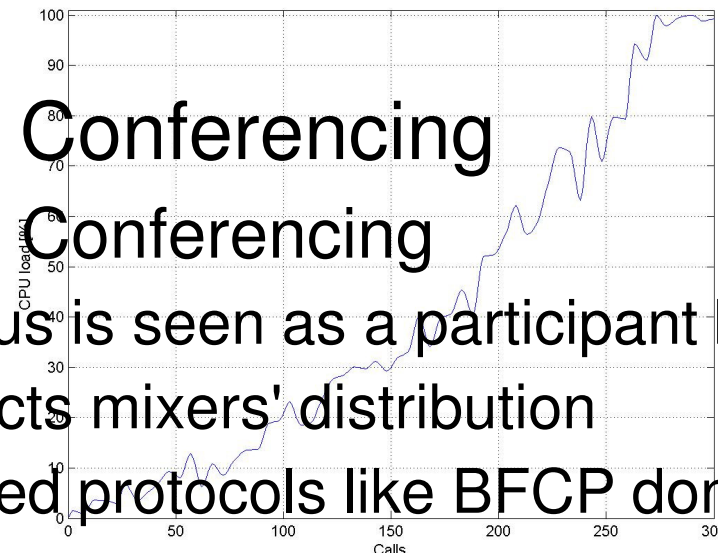 100
90
80
70
60
50
40
30
20
10
0
CPU load [%]
Conferencing
Conferencing
us is seen as a participant
cts mixers' distribution
ed protocols like BFCP
0 50 100 150 200 250 30
Calls